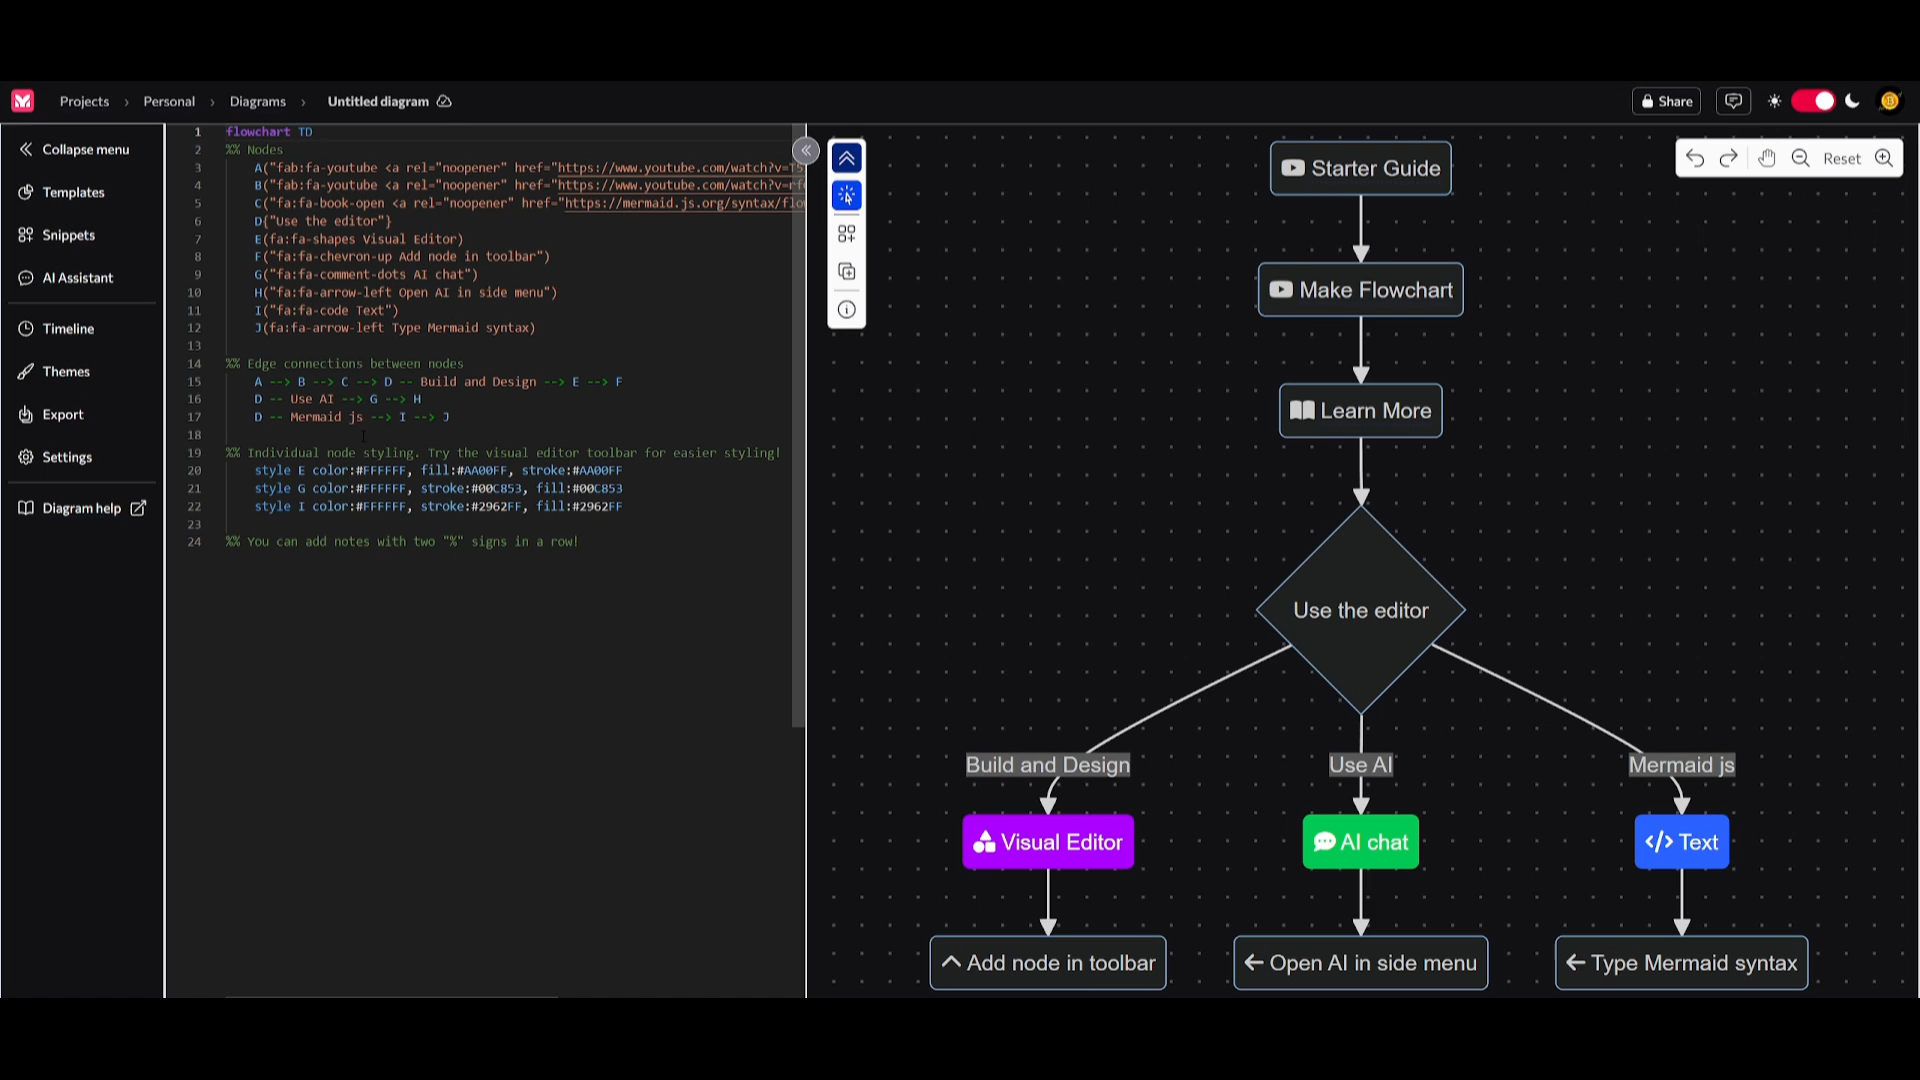 Projects › Personal › Diagrams › Untitled diagram
Share
Collapse menu
Templates
Snippets
AI Assistant
Timeline
Themes
Export
Settings
Diagram help
1 flowchart TD
2 %% Nodes
3 A("fab:fa-youtube <a rel="noopener" href="https://www.youtube.com/watch?v=
4 B("fab:fa-youtube <a rel="noopener" href="https://www.youtube.com/watch?v=
5 C("fa:fa-book-open <a rel="noopener" href="https://mermaid.js.org/syntax/flo
6 D{"Use the editor"}
7 E(fa:fa-shapes Visual Editor)
8 F("fa:fa-chevron-up Add node in toolbar")
9 G("fa:fa-comment-dots AI chat")
10 H("fa:fa-arrow-left Open AI in side menu")
11 I("fa:fa-code Text")
12 J(fa:fa-arrow-left Type Mermaid syntax)
13
14 %% Edge connections between nodes
15 A --> B --> C --> D -- Build and Design --> E --> F
16 D -- Use AI --> G --> H
17 D -- Mermaid js --> I --> J
18
19 %% Individual node styling. Try the visual editor toolbar for easier styling!
20 style E color:#FFFFFF, fill:#AA00FF, stroke:#AA00FF
21 style G color:#FFFFFF, stroke:#00C853, fill:#00C853
22 style I color:#FFFFFF, stroke:#2962FF, fill:#2962FF
23
24 %% You can add notes with two "%" signs in a row!
Reset
Starter Guide
Make Flowchart
Learn More
Use the editor
Build and Design
Use AI
Mermaid js
Visual Editor
AI chat
</> Text
Add node in toolbar
Open AI in side menu
Type Mermaid syntax